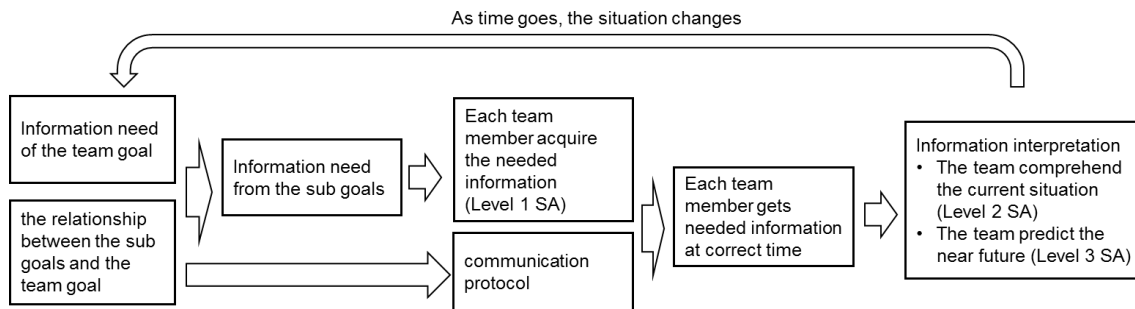 As time goes, the situation changes
Information need
of the team goal
the relationship
between the sub
goals and the
team goal
Information need
from the sub goals
Each team
member acquire
the needed
information
(Level 1 SA)
communication
protocol
Each team
member gets
needed information
at correct time
Information interpretation
• The team comprehend
the current situation
(Level 2 SA)
• The team predict the
near future (Level 3 SA)